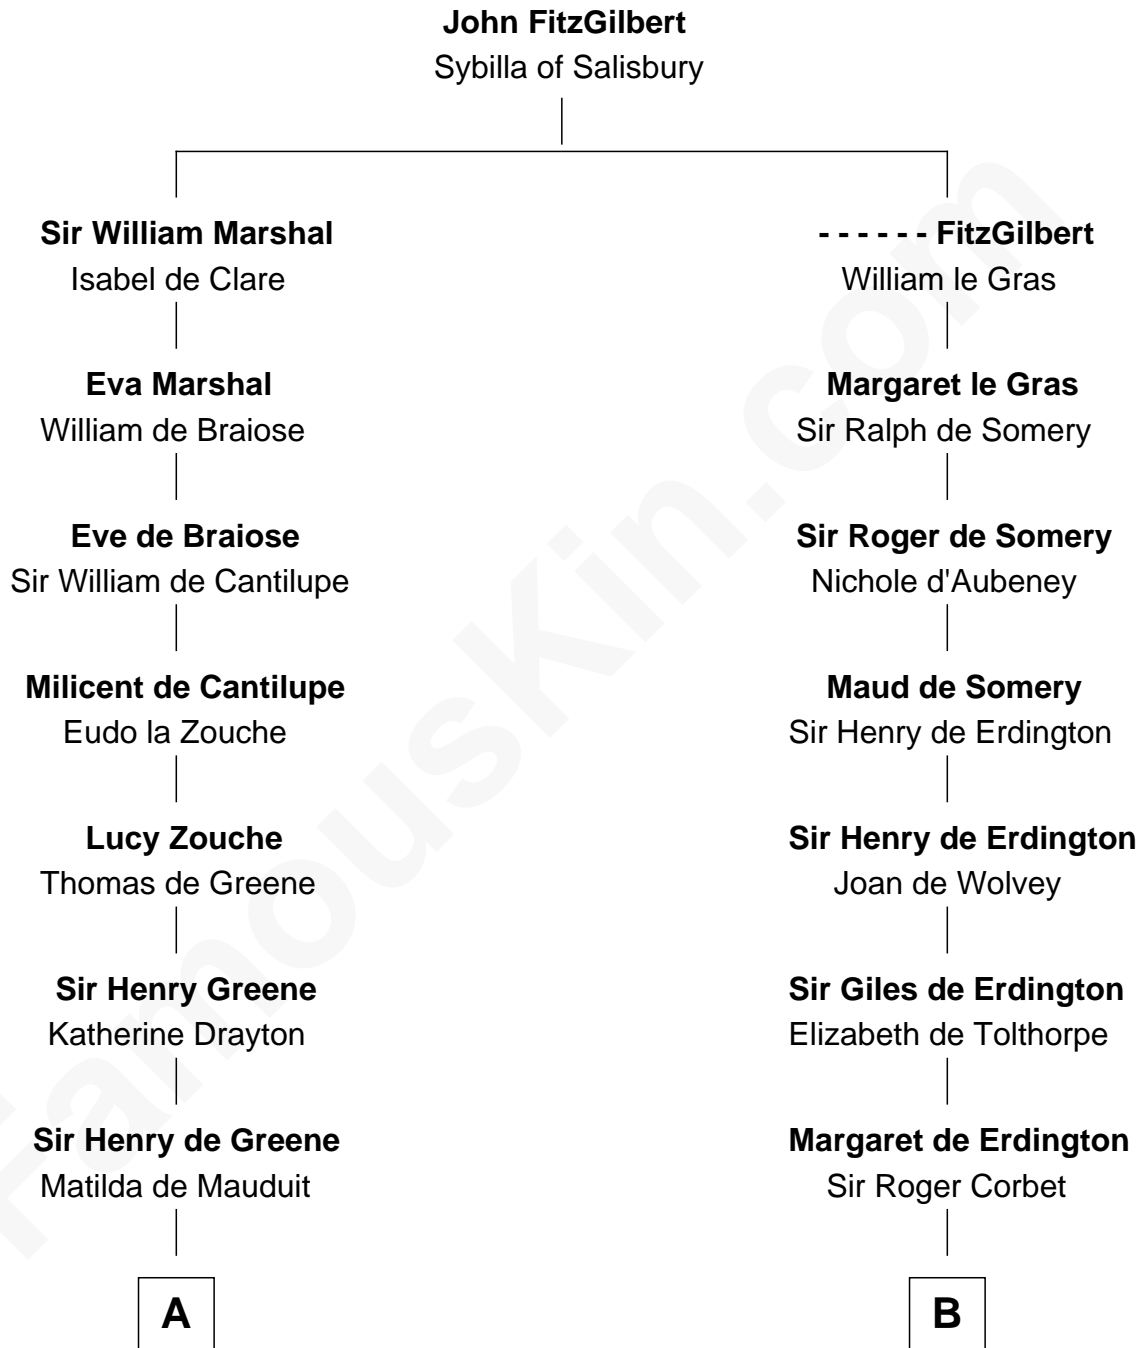 John FitzGilbert
Sybilla of Salisbury
Sir William Marshal
Isabel de Clare
- - - - - - FitzGilbert
William le Gras
Eva Marshal
William de Braiose
Margaret le Gras
Sir Ralph de Somery
Eve de Braiose
Sir William de Cantilupe
Sir Roger de Somery
Nichole d'Aubeney
Milicent de Cantilupe
Eudo la Zouche
Maud de Somery
Sir Henry de Erdington
Lucy Zouche
Thomas de Greene
Sir Henry de Erdington
Joan de Wolvey
Sir Henry Greene
Katherine Drayton
Sir Giles de Erdington
Elizabeth de Tolthorpe
Sir Henry de Greene
Matilda de Mauduit
Margaret de Erdington
Sir Roger Corbet
A
B
FamousKin.com